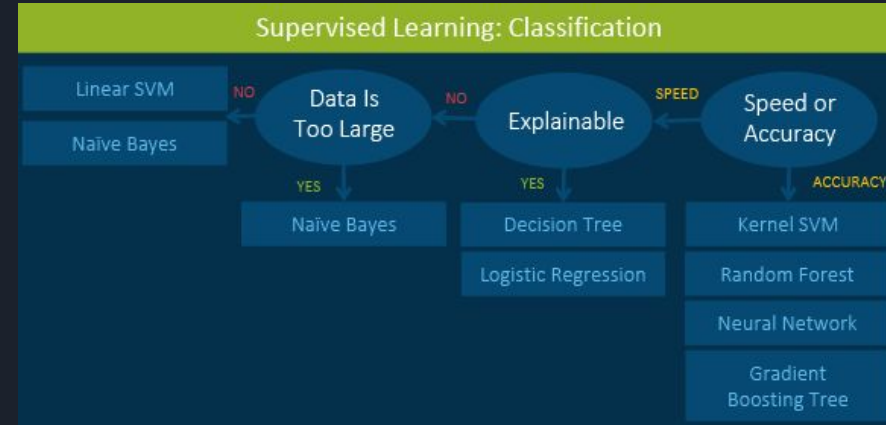 Supervised Learning: Classification
Linear SVM
Naïve Bayes
NO
Data Is
Too Large
NO
Explainable
SPEED
Speed or
Accuracy
YES
YES
ACCURACY
Naïve Bayes
Decision Tree
Kernel SVM
Logistic Regression
Random Forest
Neural Network
Gradient
Boosting Tree